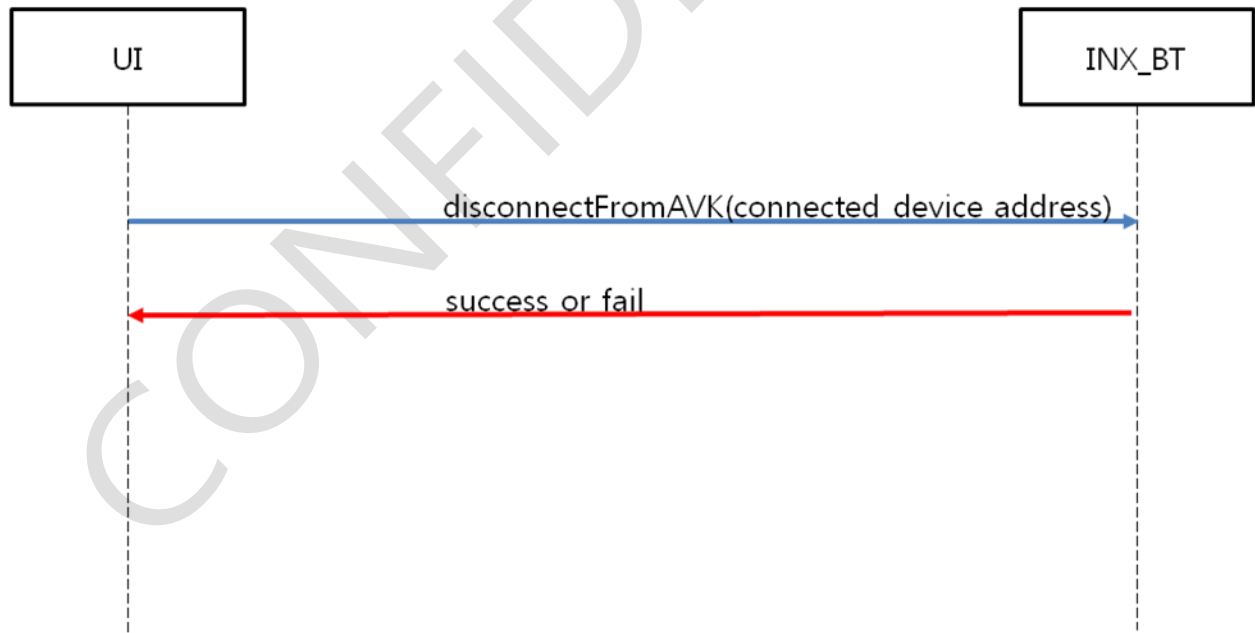 UI
INX_BT
disconnectFromAVK(connected device address)
success or fail
CONFID